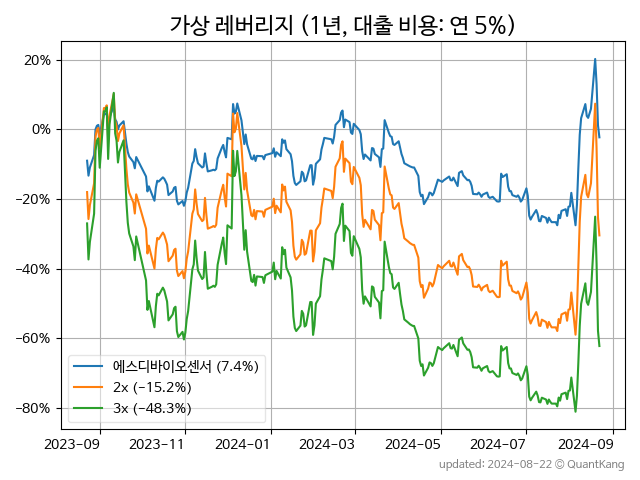 가상 레버리지 (1년, 대출 비용: 연 5%)
20%
0%
−20%
−40%
−60%
−80%
에스디바이오센서 (7.4%)
2x (−15.2%)
3x (−48.3%)
2023-09 2023-11 2024-01 2024-03 2024-05 2024-07 2024-09
updated: 2024-08-22 © QuantKang